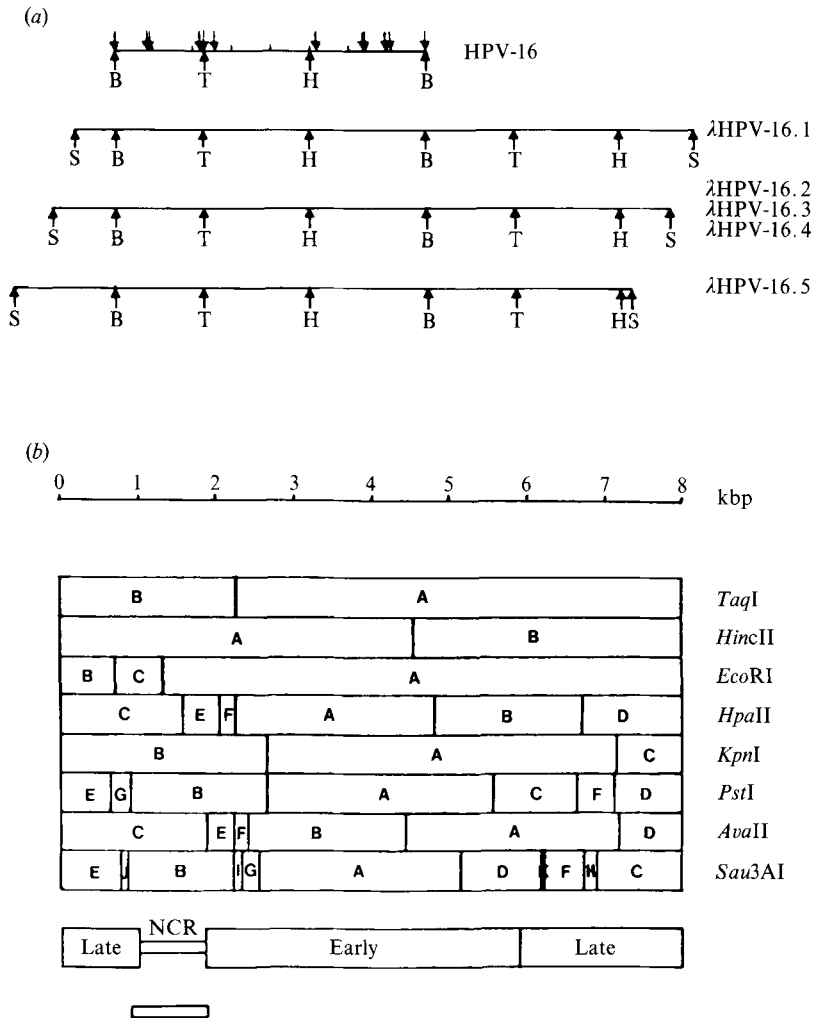 (a)
HPV-16
B T H B
λHPV-16.1
S B T H B T H S
λHPV-16.2
λHPV-16.3
λHPV-16.4
S B T H B T H S
λHPV-16.5
S B T H B T H S
(b)
0 1 2 3 4 5 6 7 8 kbp
B A TaqI
A B HincII
B C A EcoRI
C E F A B D HpaII
B A C KpnI
E G B A C F D PstI
C E F B A D AvaII
E J B I G A D F H C Sau3AI
NCR
Late Early Late